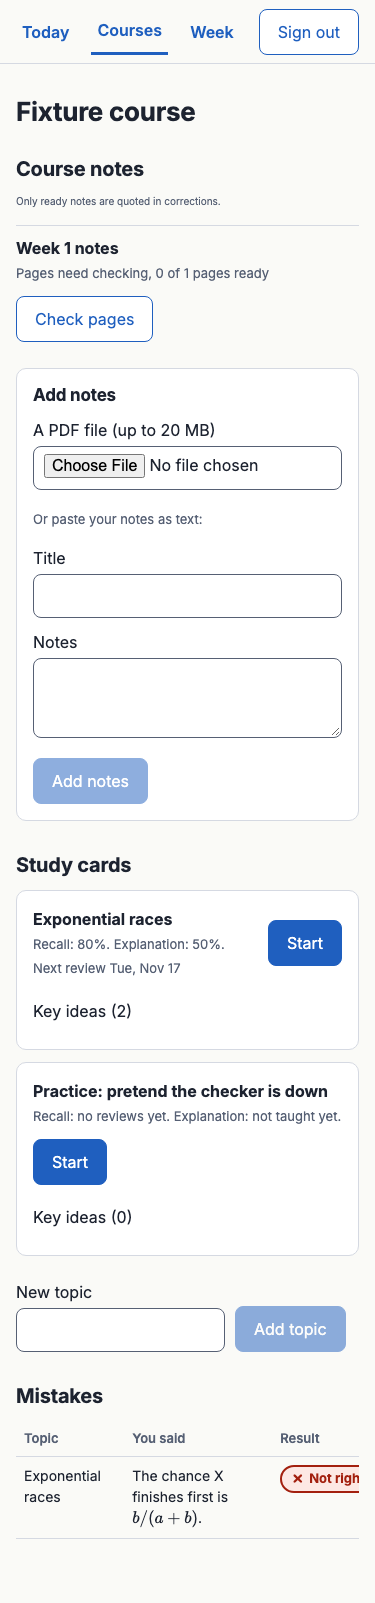 Today Courses Week Sign out
Fixture course
Course notes
Only ready notes are quoted in corrections.
Week 1 notes
Pages need checking, 0 of 1 pages ready
Check pages
Add notes
A PDF file (up to 20 MB)
Choose File No file chosen
Or paste your notes as text:
Title
Notes
Add notes
Study cards
Exponential races
Recall: 80%. Explanation: 50%.
Next review Tue, Nov 17
Start
Key ideas (2)
Practice: pretend the checker is down
Recall: no reviews yet. Explanation: not taught yet.
Start
Key ideas (0)
New topic
Add topic
Mistakes
Topic You said Result
Exponential The chance X ✕ Not righ
races finishes first is
b/(a + b).